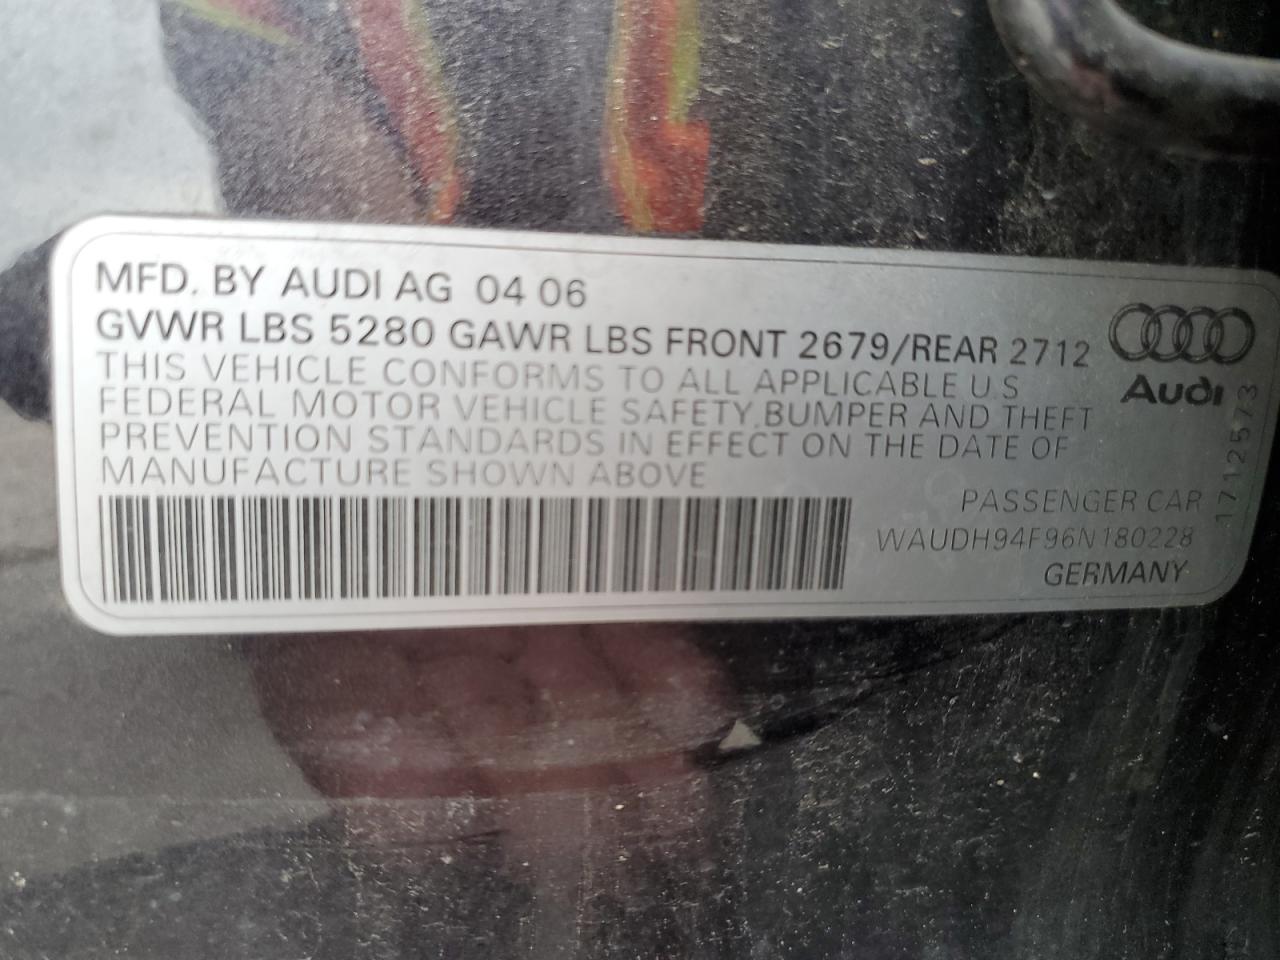 MFD. BY AUDI AG 04 06
GVWR LBS 5280 GAWR LBS FRONT 2679/REAR 2712
THIS VEHICLE CONFORMS TO ALL APPLICABLE U.S
FEDERAL MOTOR VEHICLE SAFETY, BUMPER AND THEFT
PREVENTION STANDARDS IN EFFECT ON THE DATE OF
MANUFACTURE SHOWN ABOVE
Audi
PASSENGER CAR
WAUDH94F96N180228
GERMANY
17125573